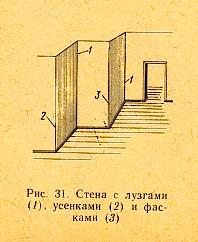 1
1
3
2
Рис. 31. Стена с лузгами
(1), усенками (2) и фас-
ками (3)